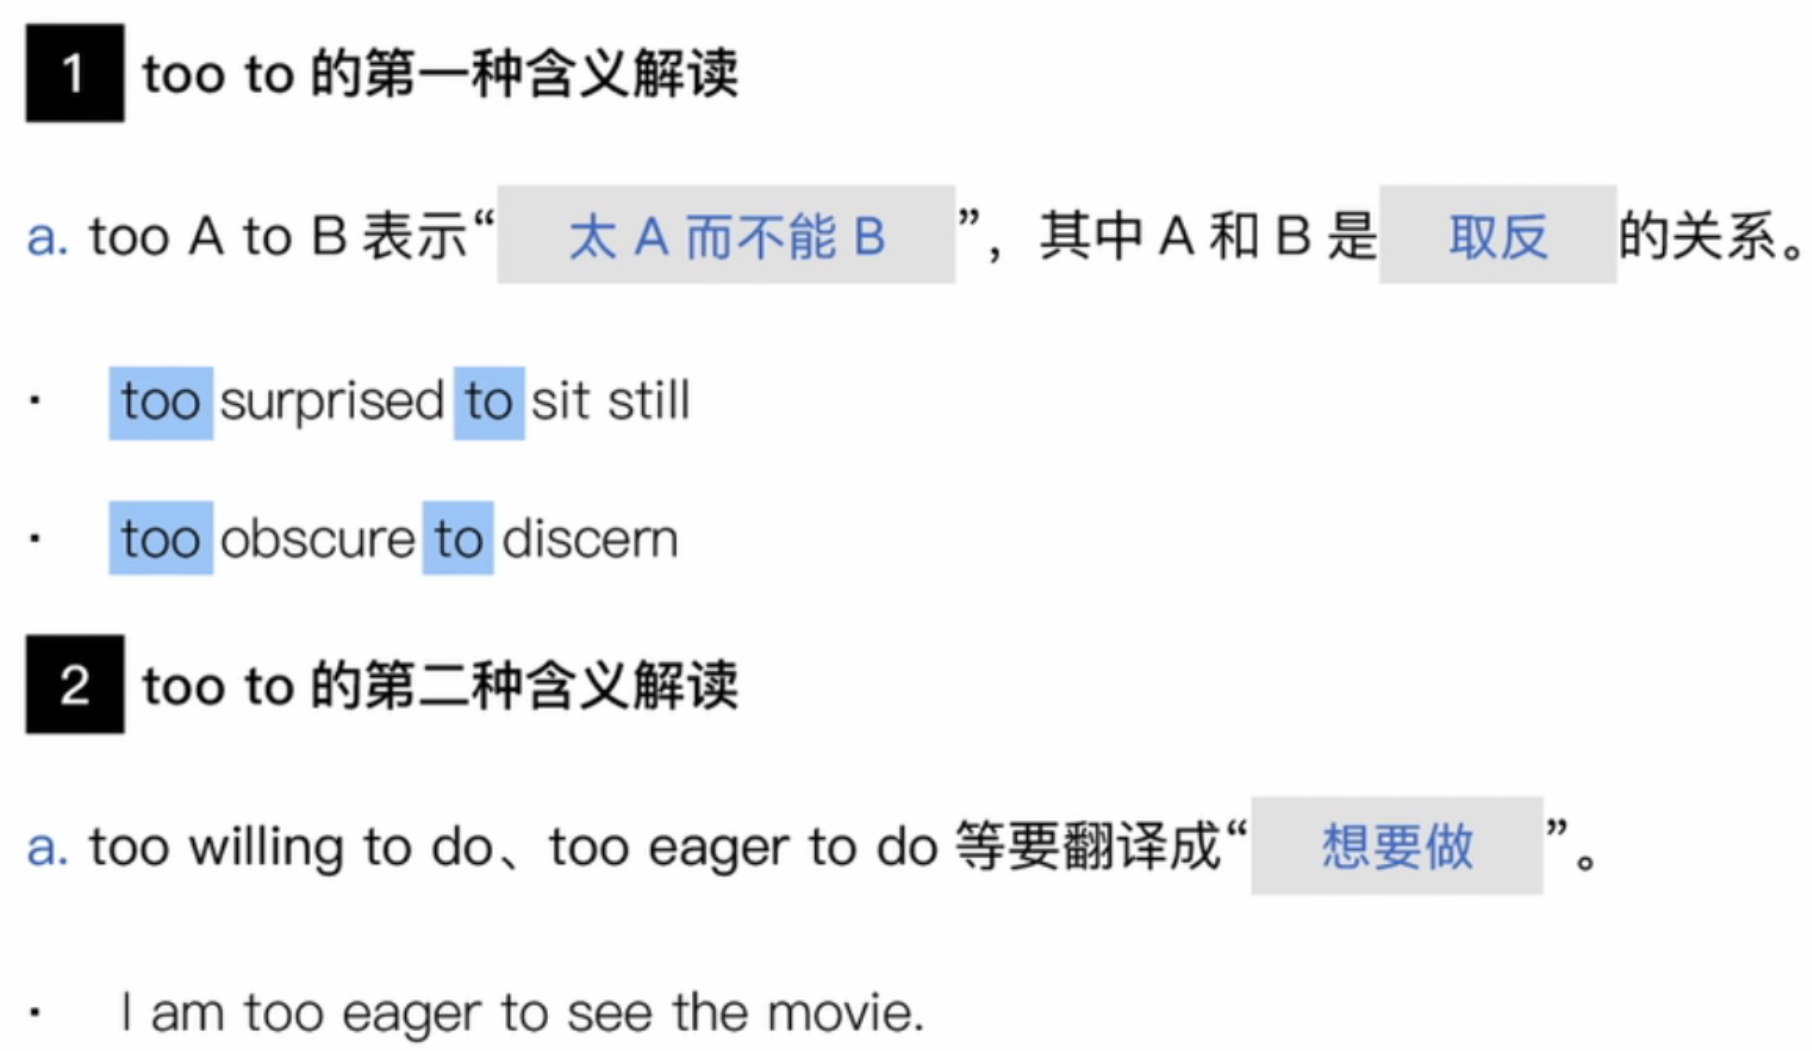 1 too to 的第一种含义解读
a. too A to B 表示“太 A 而不能 B”，其中 A 和 B 是取反的关系。
· too surprised to sit still
· too obscure to discern
2 too to 的第二种含义解读
a. too willing to do、too eager to do 等要翻译成“想要做”。
· I am too eager to see the movie.